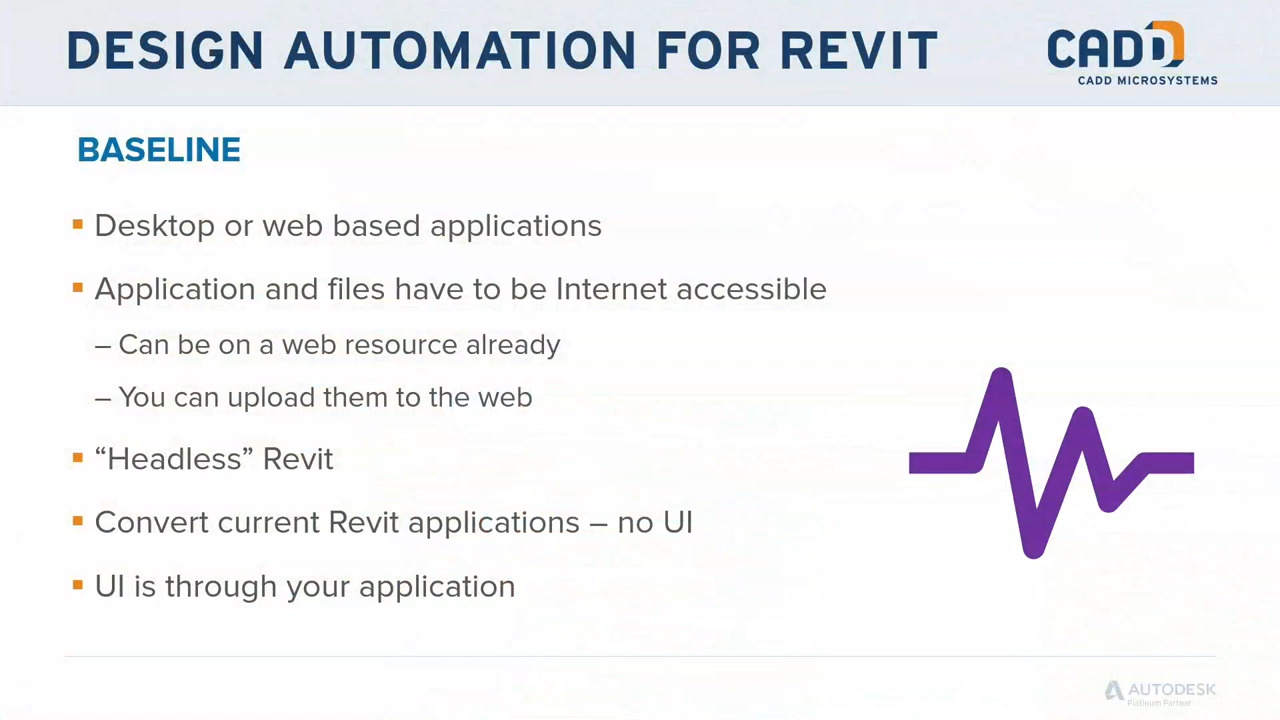 DESIGN AUTOMATION FOR REVIT
CADD
CADD MICROSYSTEMS
BASELINE
▪ Desktop or web based applications
▪ Application and files have to be Internet accessible
– Can be on a web resource already
– You can upload them to the web
▪ “Headless” Revit
▪ Convert current Revit applications – no UI
▪ UI is through your application
AUTODESK
Platinum Partner